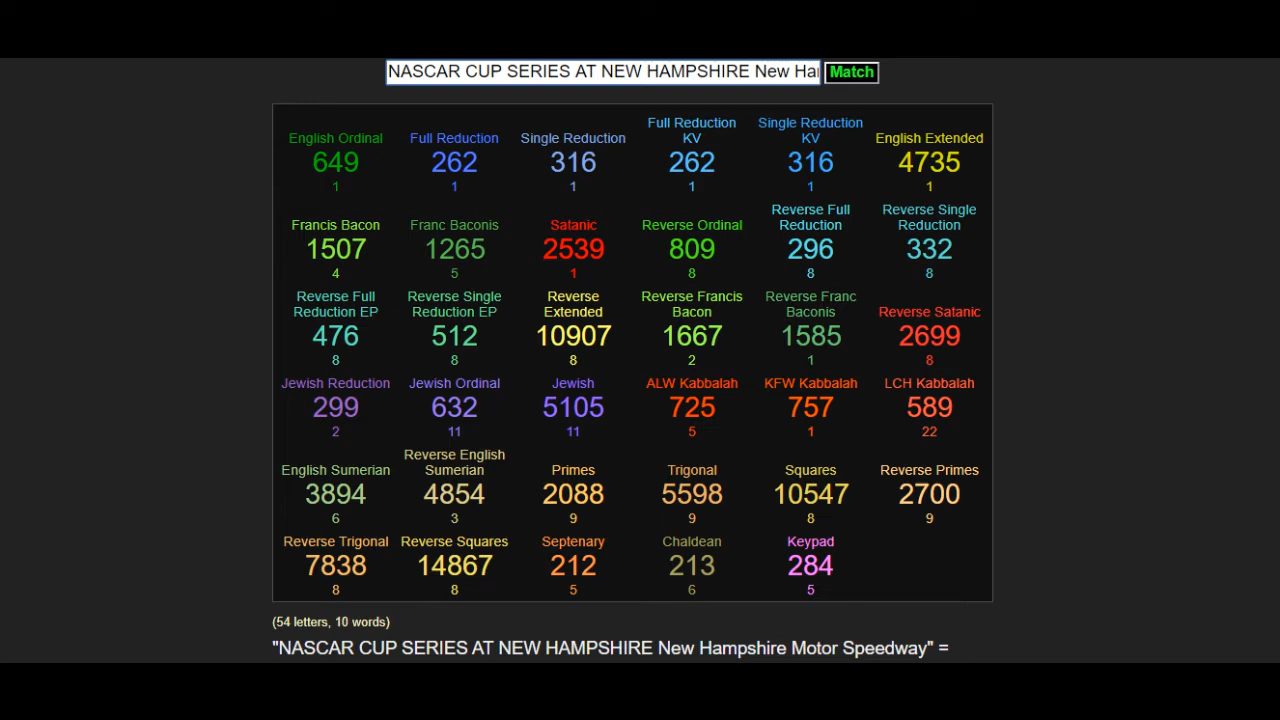 NASCAR CUP SERIES AT NEW HAMPSHIRE New Ha
Match
English Ordinal
649
1
Full Reduction
262
1
Single Reduction
316
1
Full Reduction
KV
262
1
Single Reduction
KV
316
1
English Extended
4735
1
Francis Bacon
1507
4
Franc Baconis
1265
5
Satanic
2539
1
Reverse Ordinal
809
8
Reverse Full
Reduction
296
8
Reverse Single
Reduction
332
8
Reverse Full
Reduction EP
476
8
Reverse Single
Reduction EP
512
8
Reverse
Extended
10907
8
Reverse Francis
Bacon
1667
2
Reverse Franc
Baconis
1585
1
Reverse Satanic
2699
8
Jewish Reduction
299
2
Jewish Ordinal
632
11
Jewish
5105
11
ALW Kabbalah
725
5
KFW Kabbalah
757
1
LCH Kabbalah
589
22
English Sumerian
3894
6
Reverse English
Sumerian
4854
3
Primes
2088
9
Trigonal
5598
9
Squares
10547
8
Reverse Primes
2700
9
Reverse Trigonal
7838
8
Reverse Squares
14867
8
Septenary
212
5
Chaldean
213
6
Keypad
284
5
(54 letters, 10 words)
"NASCAR CUP SERIES AT NEW HAMPSHIRE New Hampshire Motor Speedway" =